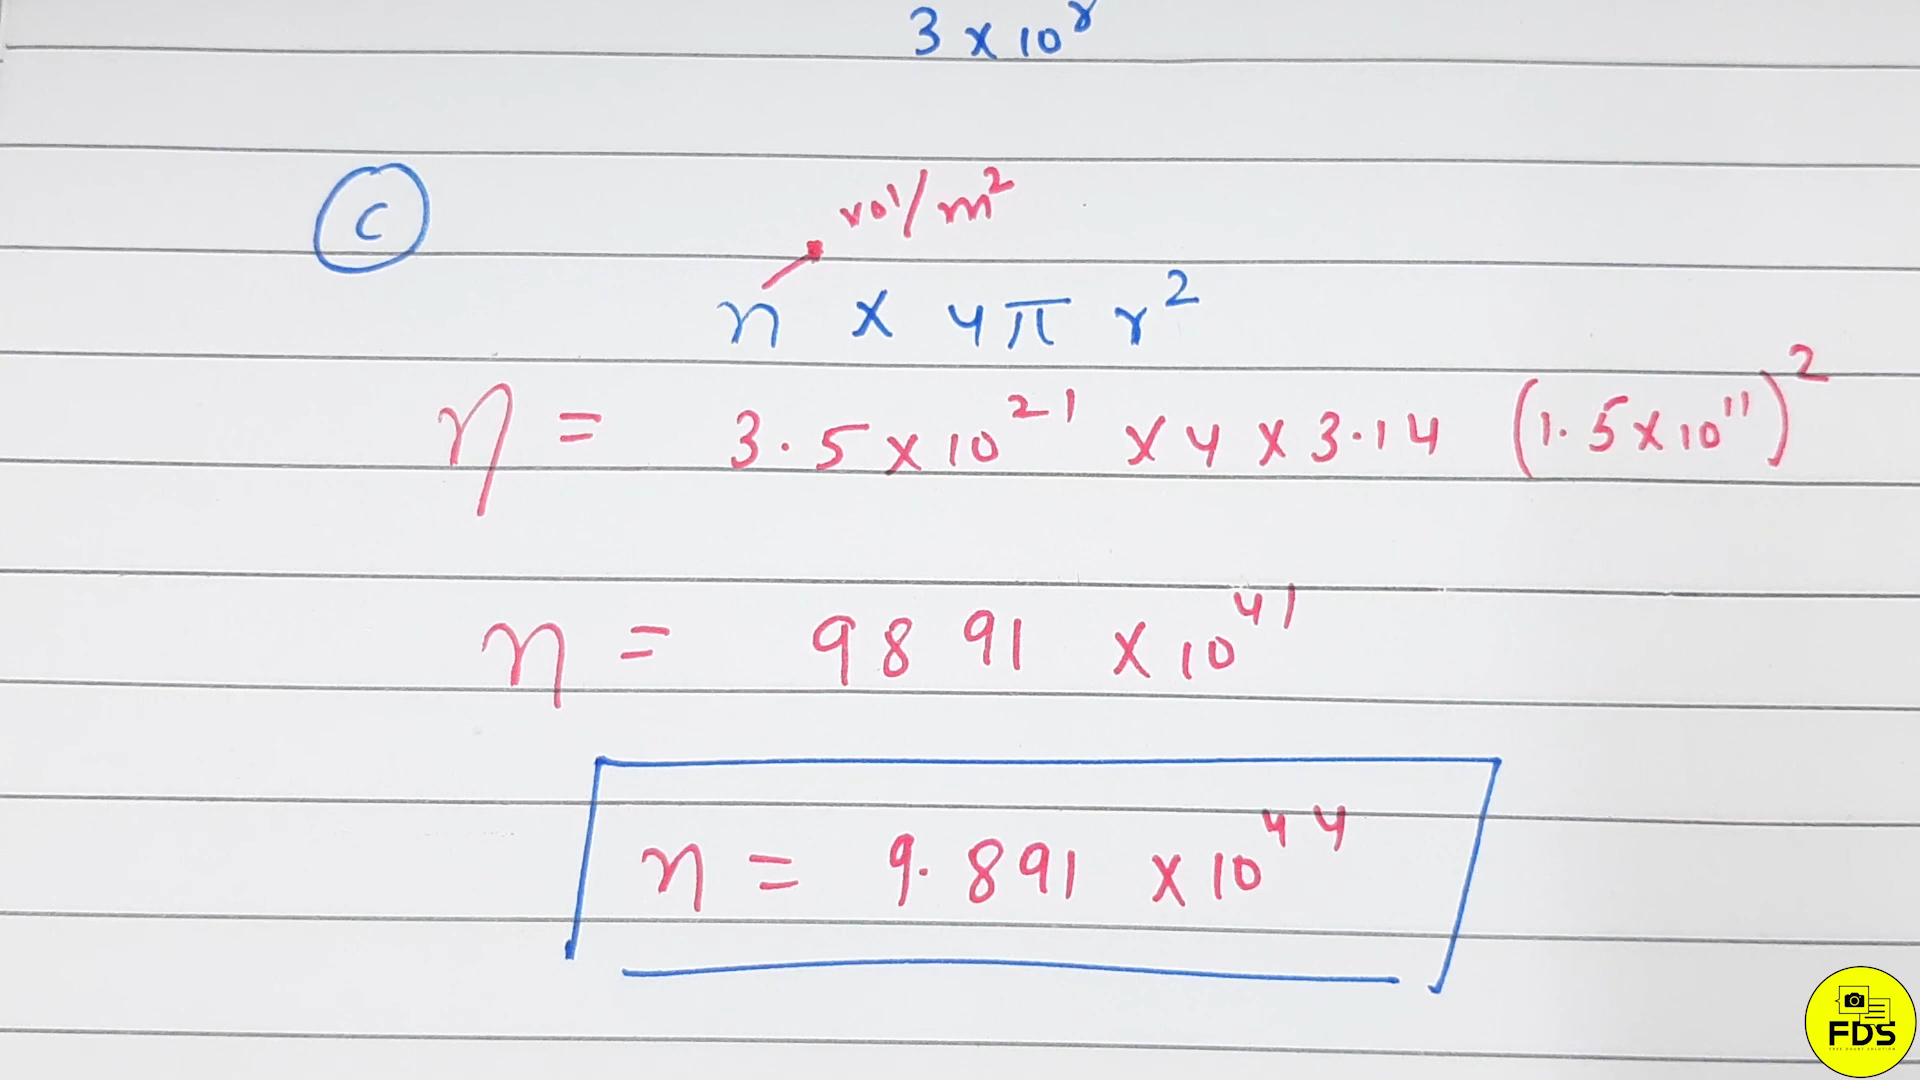 3 x 10⁸
C
vol/m²
n x 4π r²
n = 3.5 x 10²¹ x 4 x 3.14 (1.5 x 10¹¹)²
n = 9891 x 10⁴¹
n = 9.891 x 10⁴⁴
FDS